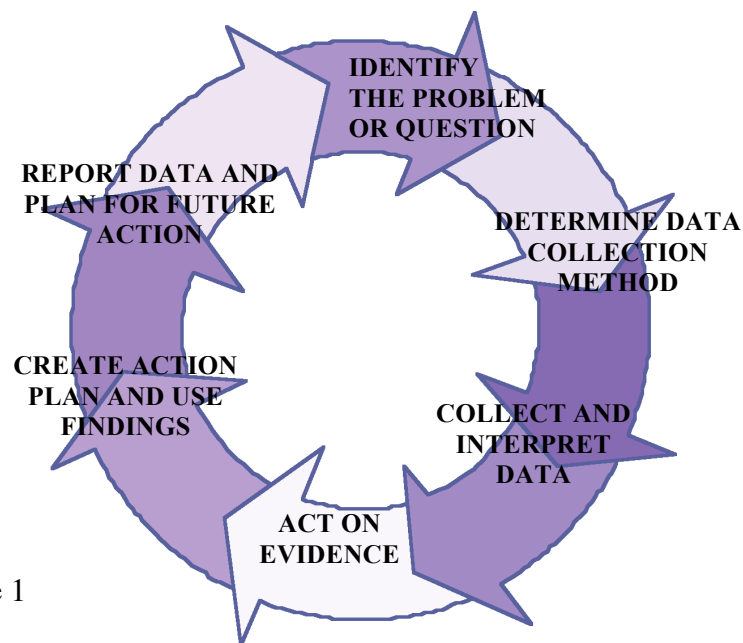 IDENTIFY
THE PROBLEM
OR QUESTION
DETERMINE DATA
COLLECTION
METHOD
COLLECT AND
INTERPRET
DATA
ACT ON
EVIDENCE
CREATE ACTION
PLAN AND USE
FINDINGS
REPORT DATA AND
PLAN FOR FUTURE
ACTION
1